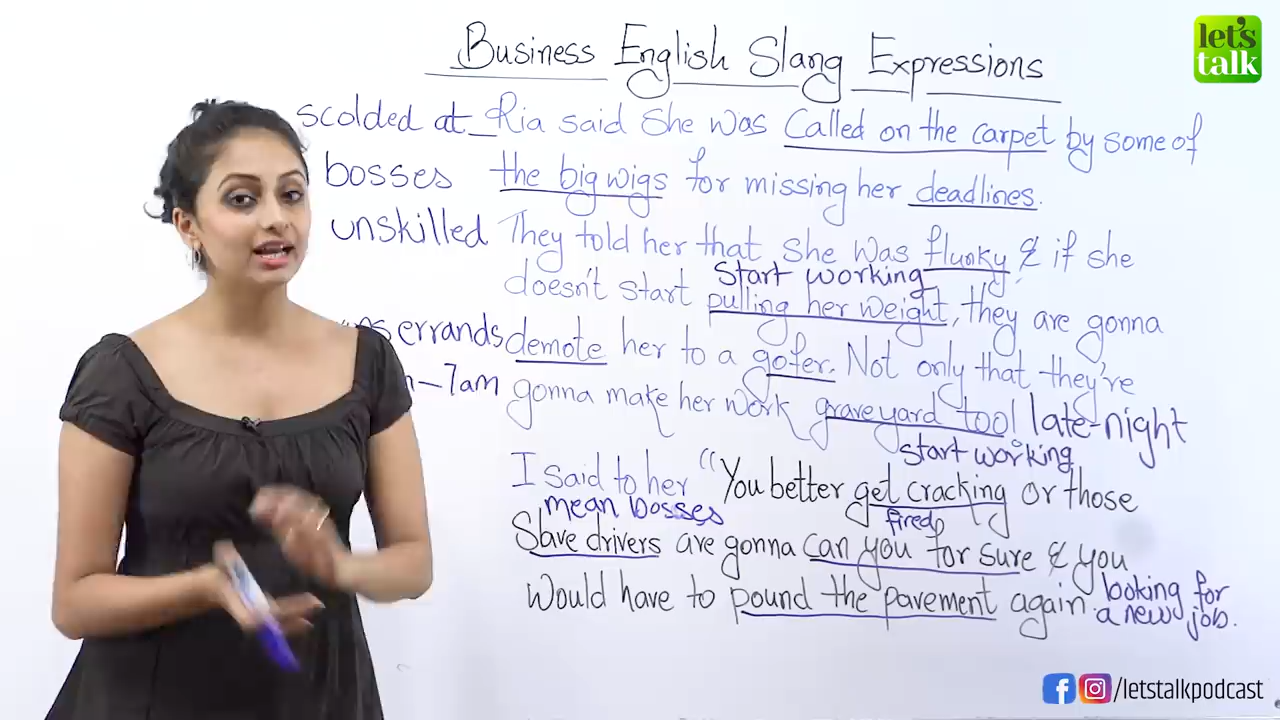 let's
talk
Business English Slang Expressions
scolded at Ria said She was Called on the carpet by some of
bosses the big wigs for missing her deadlines.
unskilled They told her that She was flunky & if she
start working
doesn't start pulling her weight, they are gonna
errands demote her to a gofer. Not only that they're
-7am gonna make her work graveyard too! late-night
start working
I said to her "You better get cracking or those
mean bosses fired
Slave drivers are gonna can you for sure & you
would have to pound the pavement again. looking for
a new job.
/letstalkpodcast